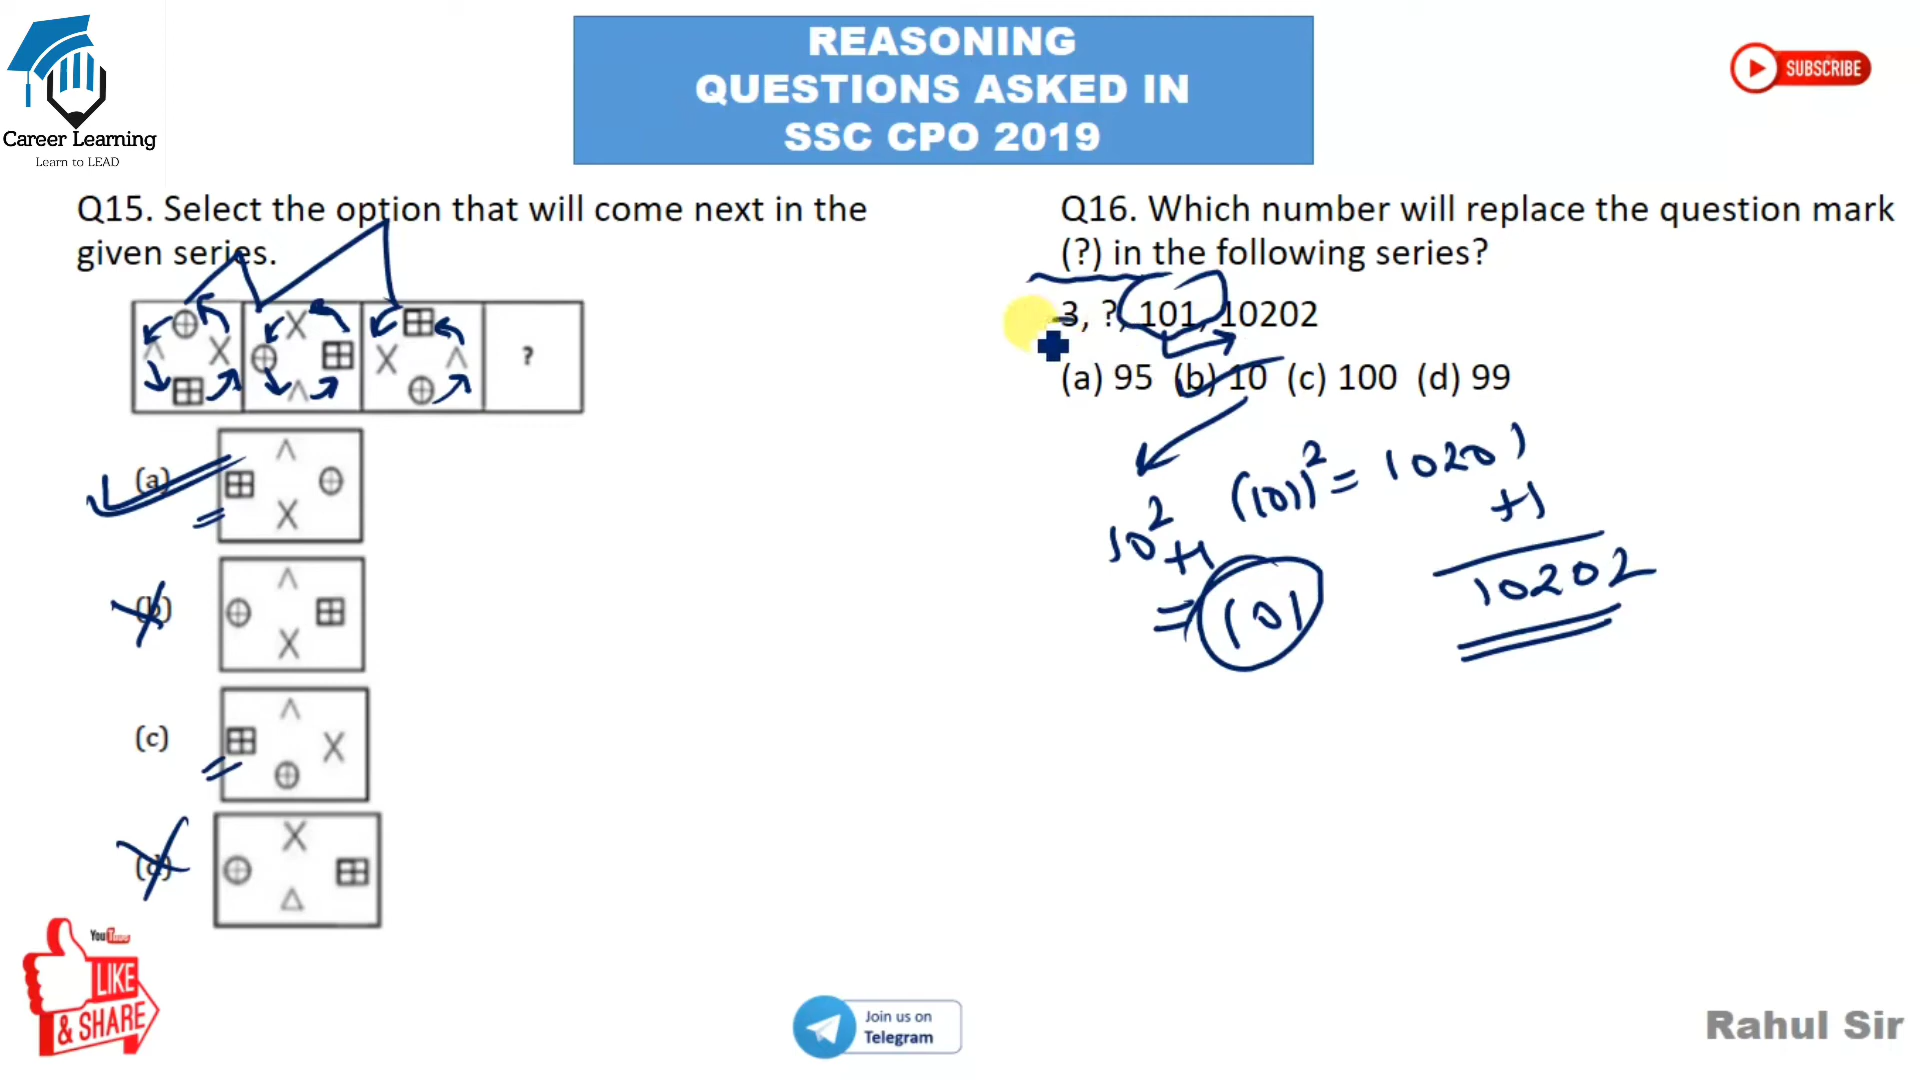 Career Learning
Learn to LEAD
REASONING
QUESTIONS ASKED IN
SSC CPO 2019
SUBSCRIBE
Q15. Select the option that will come next in the
given series.
?
(a)
(b)
(c)
(d)
Q16. Which number will replace the question mark
(?) in the following series?
3, ?, 101, 10202
(a) 95 (b) 10 (c) 100 (d) 99
(101)² = 10201
+1
10202
10² +1
= 101
YouTube
LIKE
& SHARE
Join us on
Telegram
Rahul Sir